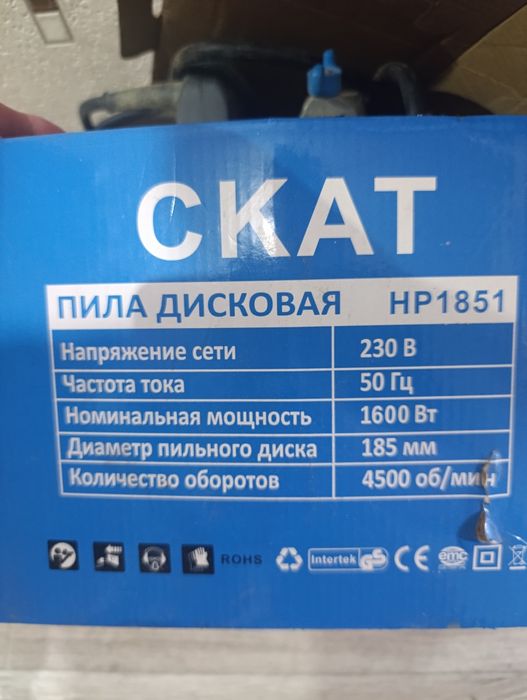 СКАТ
ПИЛА ДИСКОВАЯ HP1851
Напряжение сети 230 В
Частота тока 50 Гц
Номинальная мощность 1600 Вт
Диаметр пильного диска 185 мм
Количество оборотов 4500 об/мин
ROHS Intertek GS CE emc